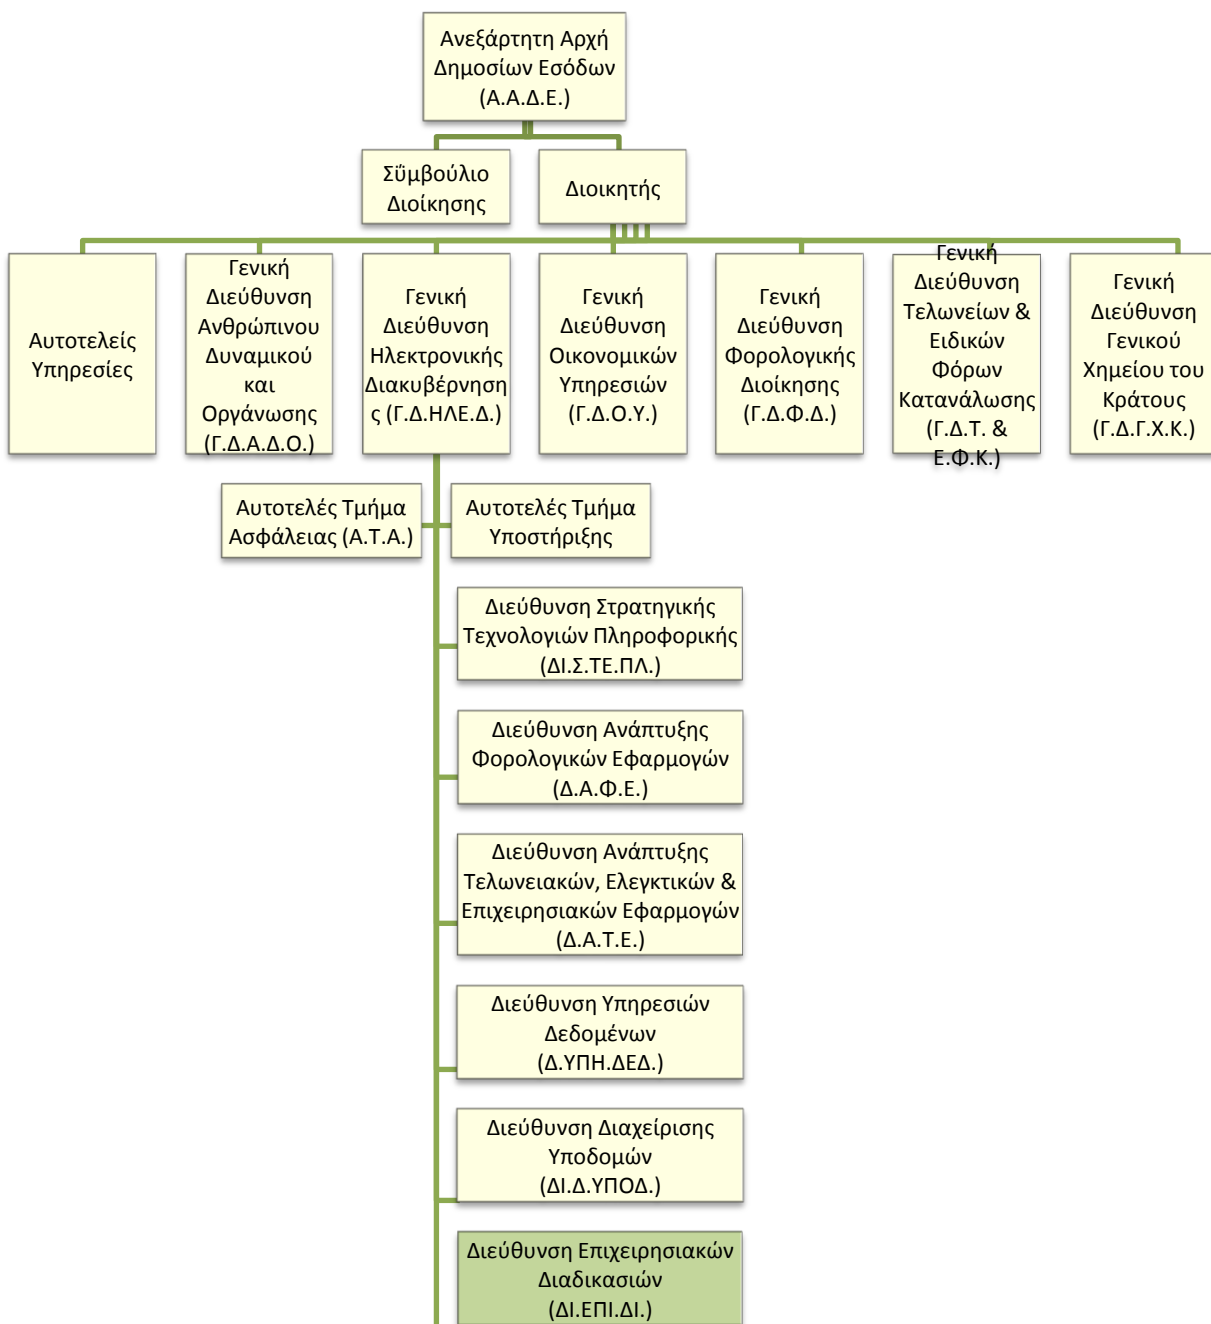 Ανεξάρτητη Αρχή
Δημοσίων Εσόδων
(Α.Α.Δ.Ε.)
Σΰμβούλιο
Διοίκησης
Διοικητής
Αυτοτελείς
Υπηρεσίες
Γενική
Διεύθυνση
Ανθρώπινου
Δυναμικού
και
Οργάνωσης
(Γ.Δ.Α.Δ.Ο.)
Γενική
Διεύθυνση
Ηλεκτρονικής
Διακυβέρνηση
ς (Γ.Δ.ΗΛΕ.Δ.)
Γενική
Διεύθυνση
Οικονομικών
Υπηρεσιών
(Γ.Δ.Ο.Υ.)
Γενική
Διεύθυνση
Φορολογικής
Διοίκησης
(Γ.Δ.Φ.Δ.)
Γενική
Διεύθυνση
Τελωνείων &
Ειδικών
Φόρων
Κατανάλωσης
(Γ.Δ.Τ. &
Ε.Φ.Κ.)
Γενική
Διεύθυνση
Γενικού
Χημείου του
Κράτους
(Γ.Δ.Γ.Χ.Κ.)
Αυτοτελές Τμήμα
Ασφάλειας (Α.Τ.Α.)
Αυτοτελές Τμήμα
Υποστήριξης
Διεύθυνση Στρατηγικής
Τεχνολογιών Πληροφορικής
(ΔΙ.Σ.ΤΕ.ΠΛ.)
Διεύθυνση Ανάπτυξης
Φορολογικών Εφαρμογών
(Δ.Α.Φ.Ε.)
Διεύθυνση Ανάπτυξης
Τελωνειακών, Ελεγκτικών &
Επιχειρησιακών Εφαρμογών
(Δ.Α.Τ.Ε.)
Διεύθυνση Υπηρεσιών
Δεδομένων
(Δ.ΥΠΗ.ΔΕΔ.)
Διεύθυνση Διαχείρισης
Υποδομών
(ΔΙ.Δ.ΥΠΟΔ.)
Διεύθυνση Επιχειρησιακών
Διαδικασιών
(ΔΙ.ΕΠΙ.ΔΙ.)